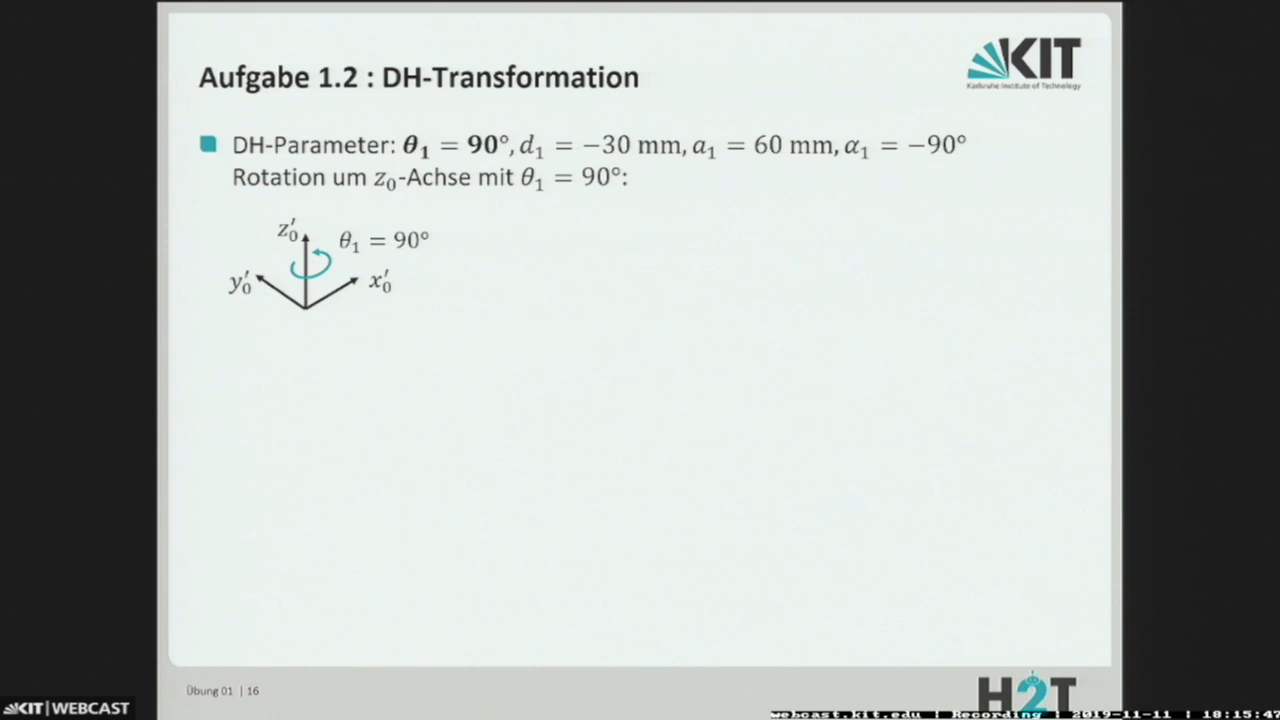 KIT
Karlsruhe Institute of Technology
Aufgabe 1.2 : DH-Transformation
DH-Parameter: θ₁ = 90°, d₁ = −30 mm, a₁ = 60 mm, α₁ = −90°
Rotation um z₀-Achse mit θ₁ = 90°:
z₀′
θ₁ = 90°
y₀′
x₀′
Übung 01 | 16
H2T
KIT | WEBCAST
webcast.kit.edu | Recording : 2019-11-11 | 18:15:47